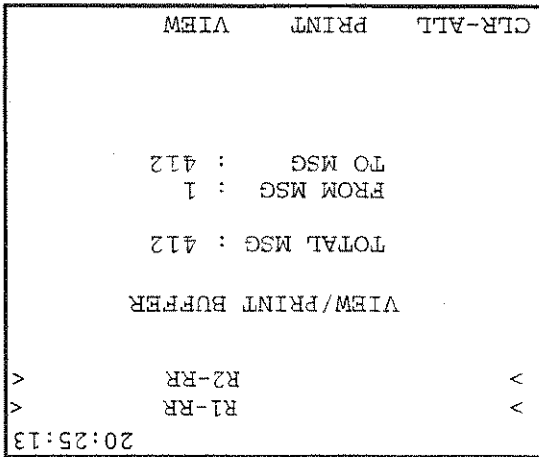 20:25:13
> R1-RR <
> R2-RR <
VIEW/PRINT BUFFER
TOTAL MSG : 412
FROM MSG : 1
TO MSG : 412
CLR-ALL PRINT VIEW